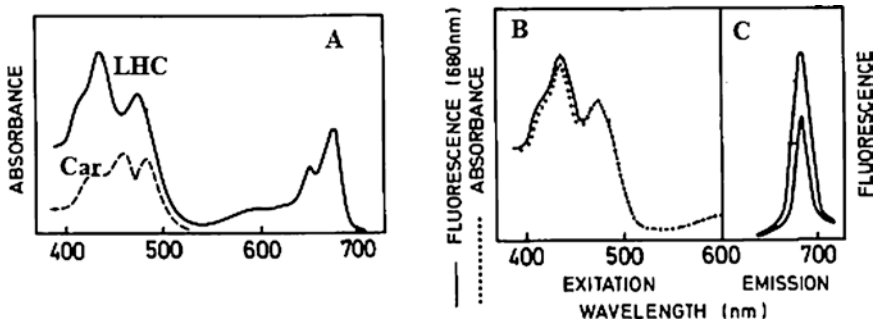 ABSORBANCE
A
LHC
Car
400 500 600 700
FLUORESCENCE (680nm)
ABSORBANCE
B
C
400 500 600 700
EXITATION EMISSION
WAVELENGTH (nm)
FLUORESCENCE